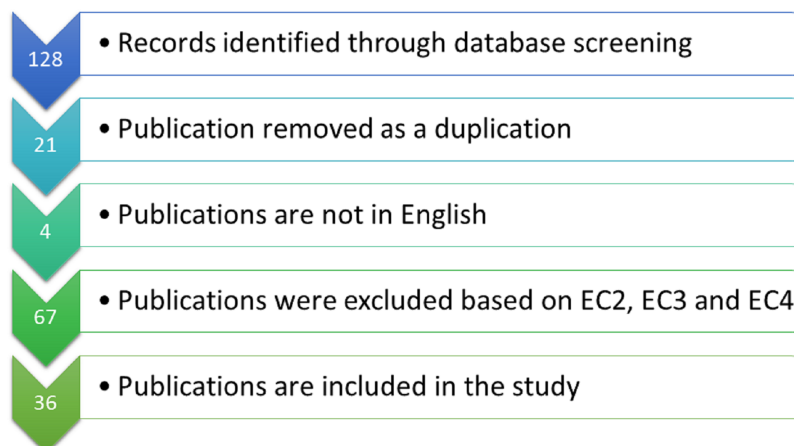 128
• Records identified through database screening
21
• Publication removed as a duplication
4
• Publications are not in English
67
• Publications were excluded based on EC2, EC3 and EC4
36
• Publications are included in the study